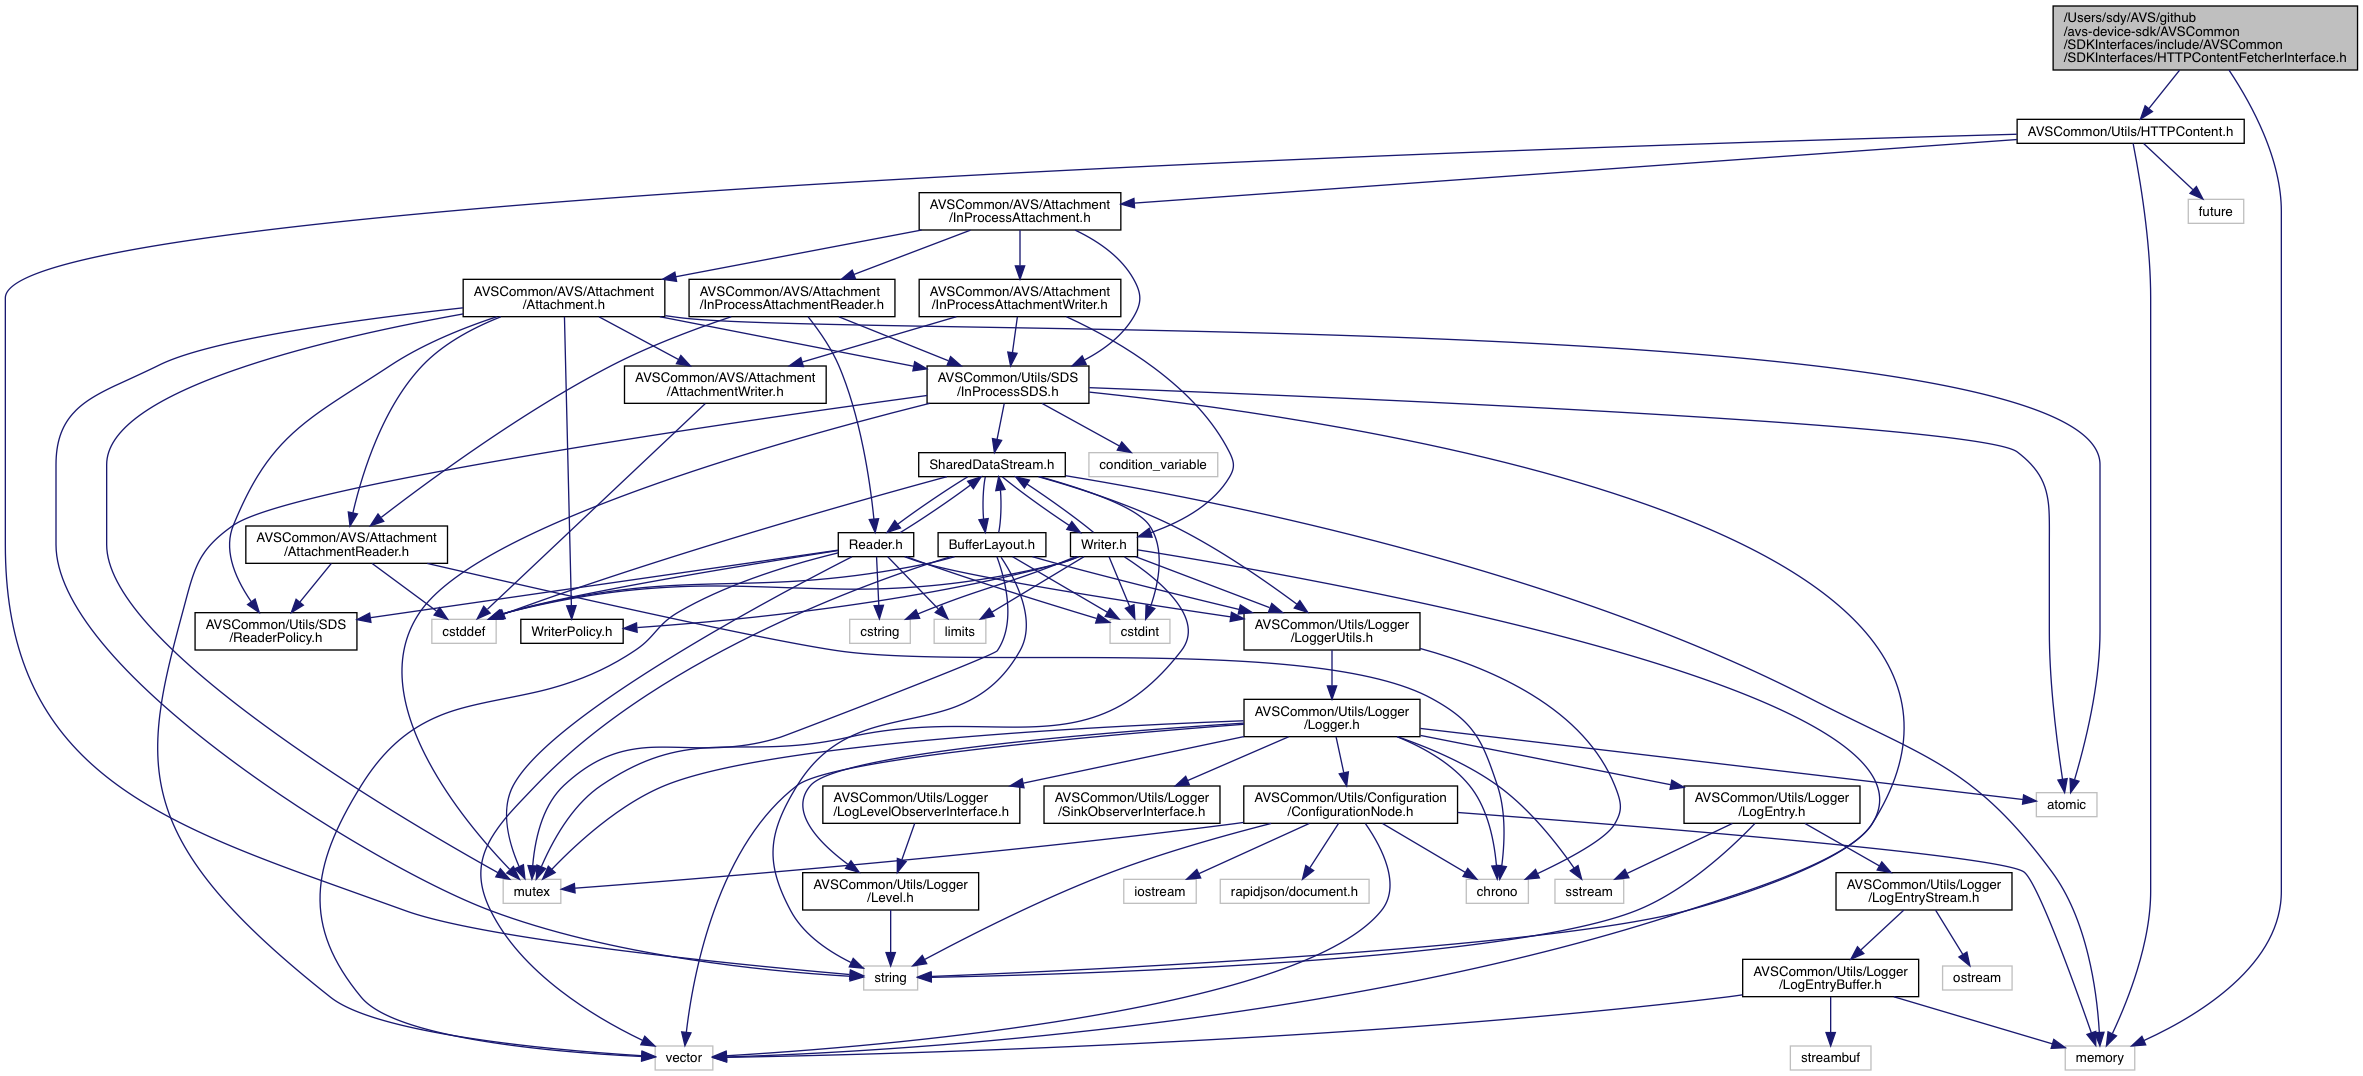 /Users/sdy/AVS/github
/avs-device-sdk/AVSCommon
/SDKInterfaces/include/AVSCommon
/SDKInterfaces/HTTPContentFetcherInterface.h
AVSCommon/Utils/HTTPContent.h
AVSCommon/AVS/Attachment
/InProcessAttachment.h
future
AVSCommon/AVS/Attachment
/Attachment.h
AVSCommon/AVS/Attachment
/InProcessAttachmentReader.h
AVSCommon/AVS/Attachment
/InProcessAttachmentWriter.h
AVSCommon/AVS/Attachment
/AttachmentWriter.h
AVSCommon/Utils/SDS
/InProcessSDS.h
SharedDataStream.h
condition_variable
AVSCommon/AVS/Attachment
/AttachmentReader.h
Reader.h
BufferLayout.h
Writer.h
AVSCommon/Utils/SDS
/ReaderPolicy.h
cstddef
WriterPolicy.h
cstring
limits
cstdint
AVSCommon/Utils/Logger
/LoggerUtils.h
AVSCommon/Utils/Logger
/Logger.h
AVSCommon/Utils/Logger
/LogLevelObserverInterface.h
AVSCommon/Utils/Logger
/SinkObserverInterface.h
AVSCommon/Utils/Configuration
/ConfigurationNode.h
AVSCommon/Utils/Logger
/LogEntry.h
atomic
mutex
AVSCommon/Utils/Logger
/Level.h
iostream
rapidjson/document.h
chrono
sstream
AVSCommon/Utils/Logger
/LogEntryStream.h
string
AVSCommon/Utils/Logger
/LogEntryBuffer.h
ostream
vector
streambuf
memory